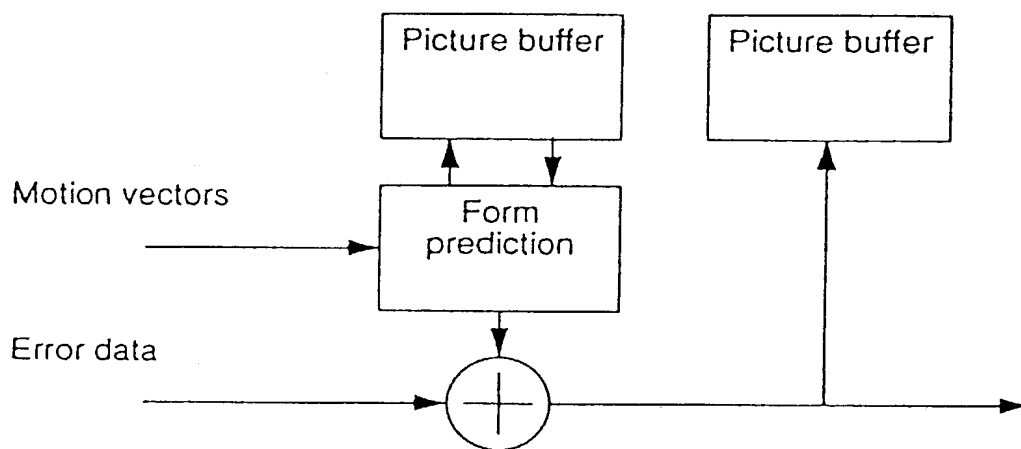 Picture buffer
Picture buffer
Motion vectors
Form
prediction
Error data